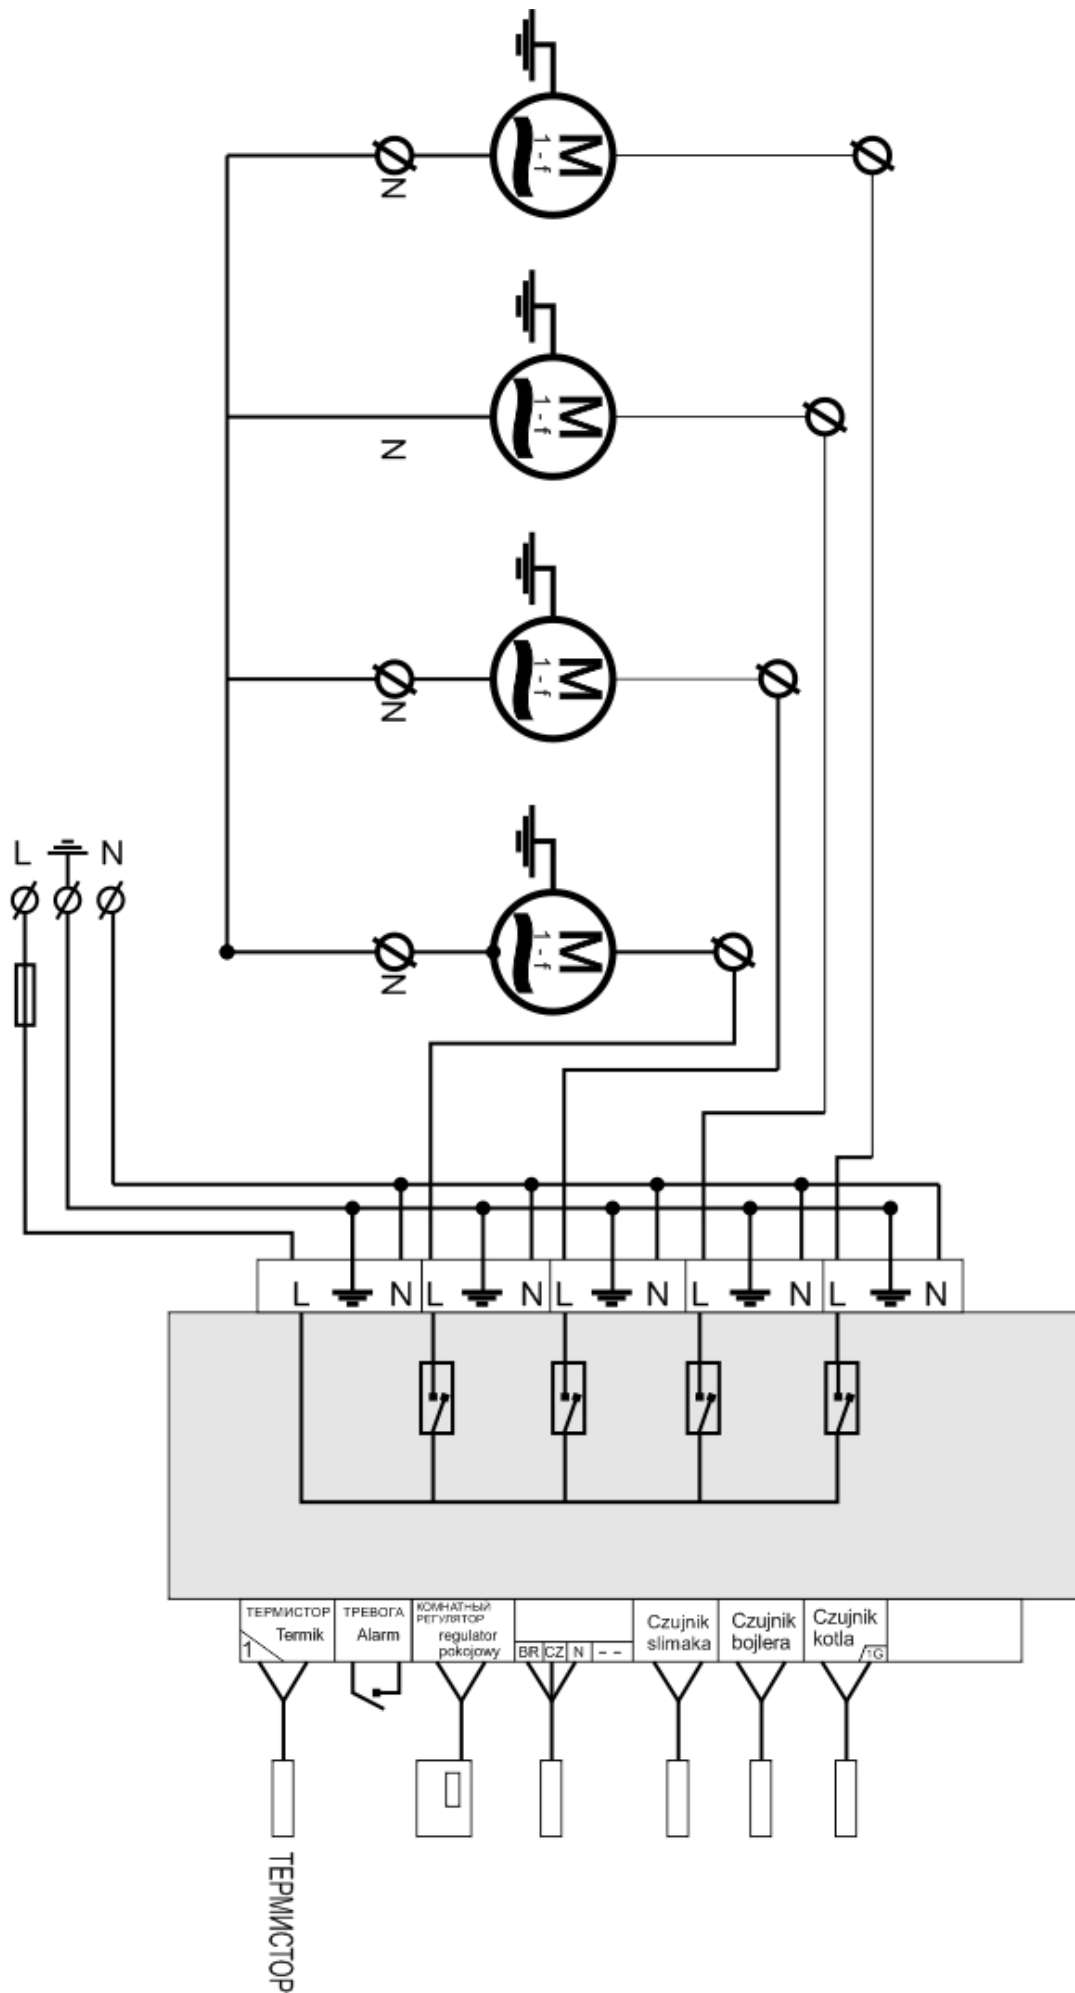 M
1 - f
N
M
1 - f
N
M
1 - f
N
L
N
M
1 - f
N
L N L N L N L N L N
ТЕРМИСТОР
Termik
1
ТРЕВОГА
Alarm
КОМНАТНЫЙ
РЕГУЛЯТОР
regulator
pokojowy
BR CZ N - -
Czujnik
slimaka
Czujnik
bojlera
Czujnik
kotla
1G
ТЕРМИСТОР